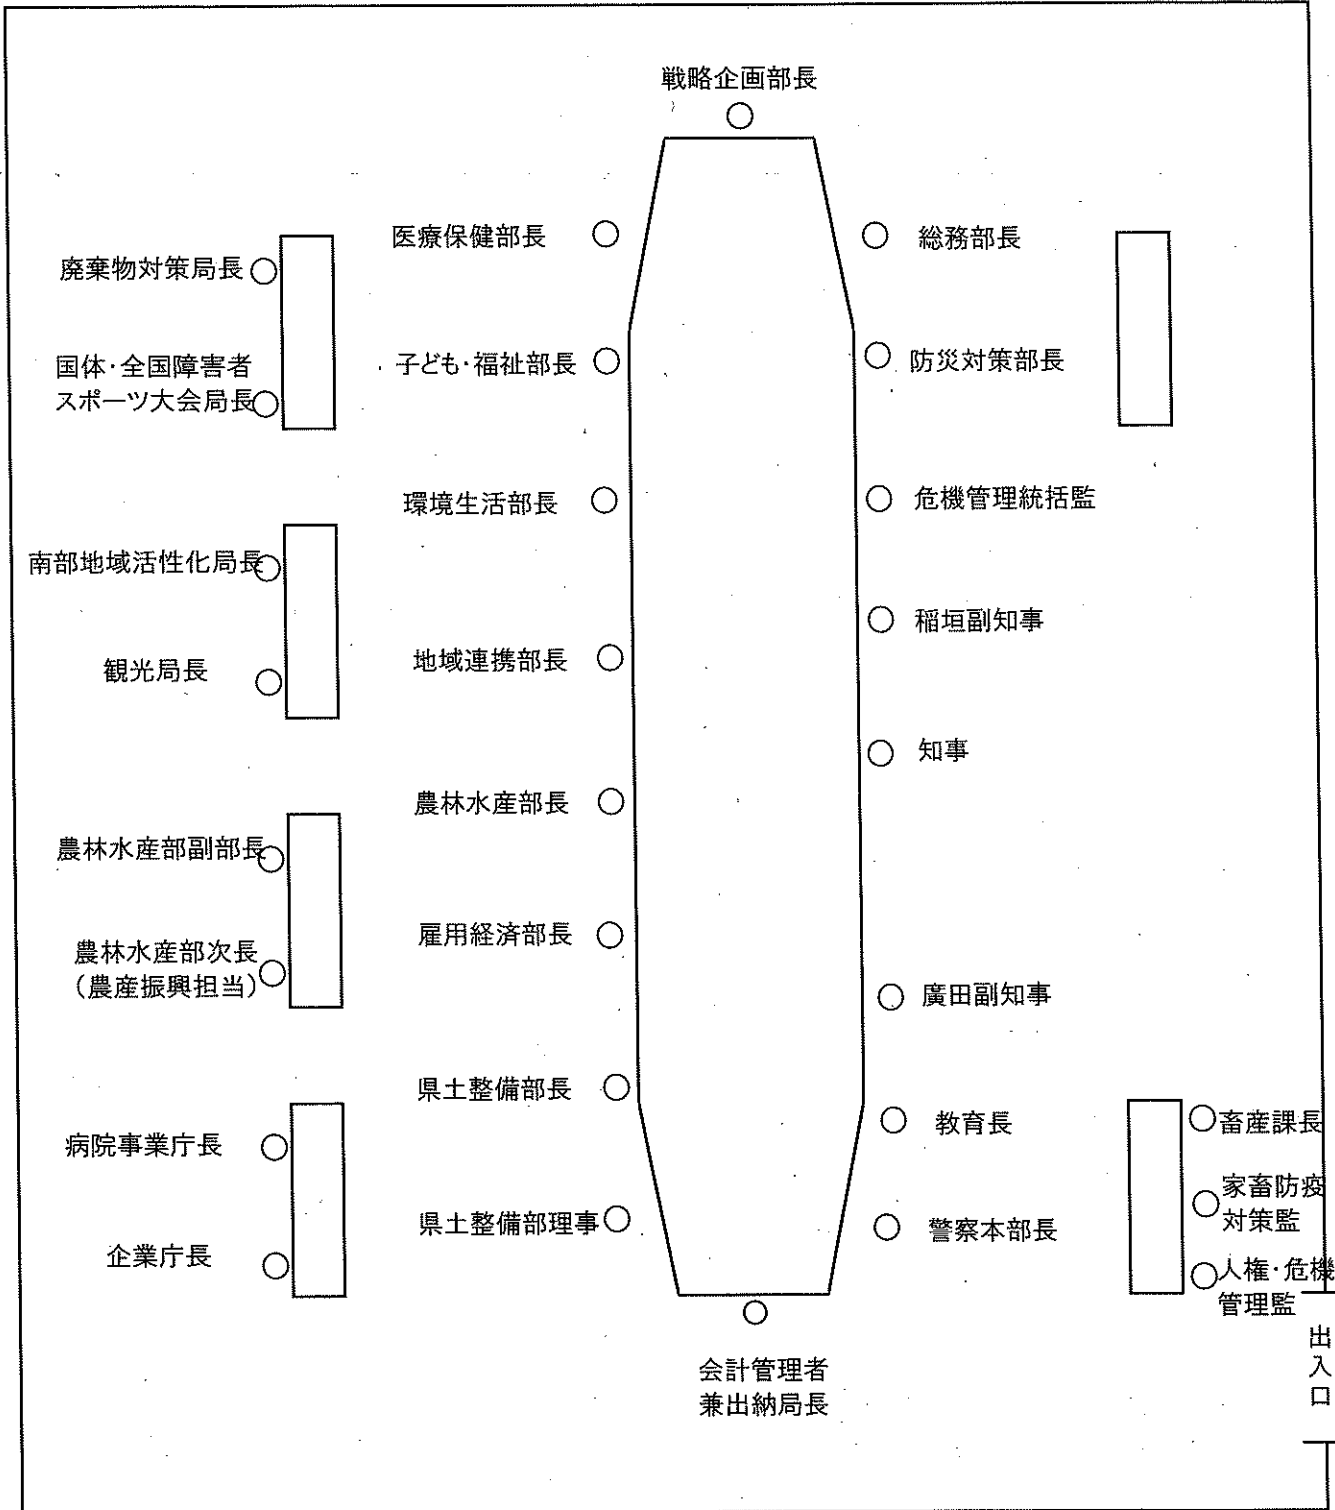 戦略企画部長
医療保健部長
総務部長
廃棄物対策局長
国体・全国障害者
スポーツ大会局長
子ども・福祉部長
防災対策部長
環境生活部長
危機管理統括監
南部地域活性化局長
稲垣副知事
観光局長
地域連携部長
知事
農林水産部長
農林水産部副部長
雇用経済部長
農林水産部次長
（農産振興担当）
廣田副知事
県土整備部長
病院事業庁長
教育長
畜産課長
家畜防疫
対策監
県土整備部理事
警察本部長
企業庁長
人権・危機
管理監
会計管理者
兼出納局長
出
入
口